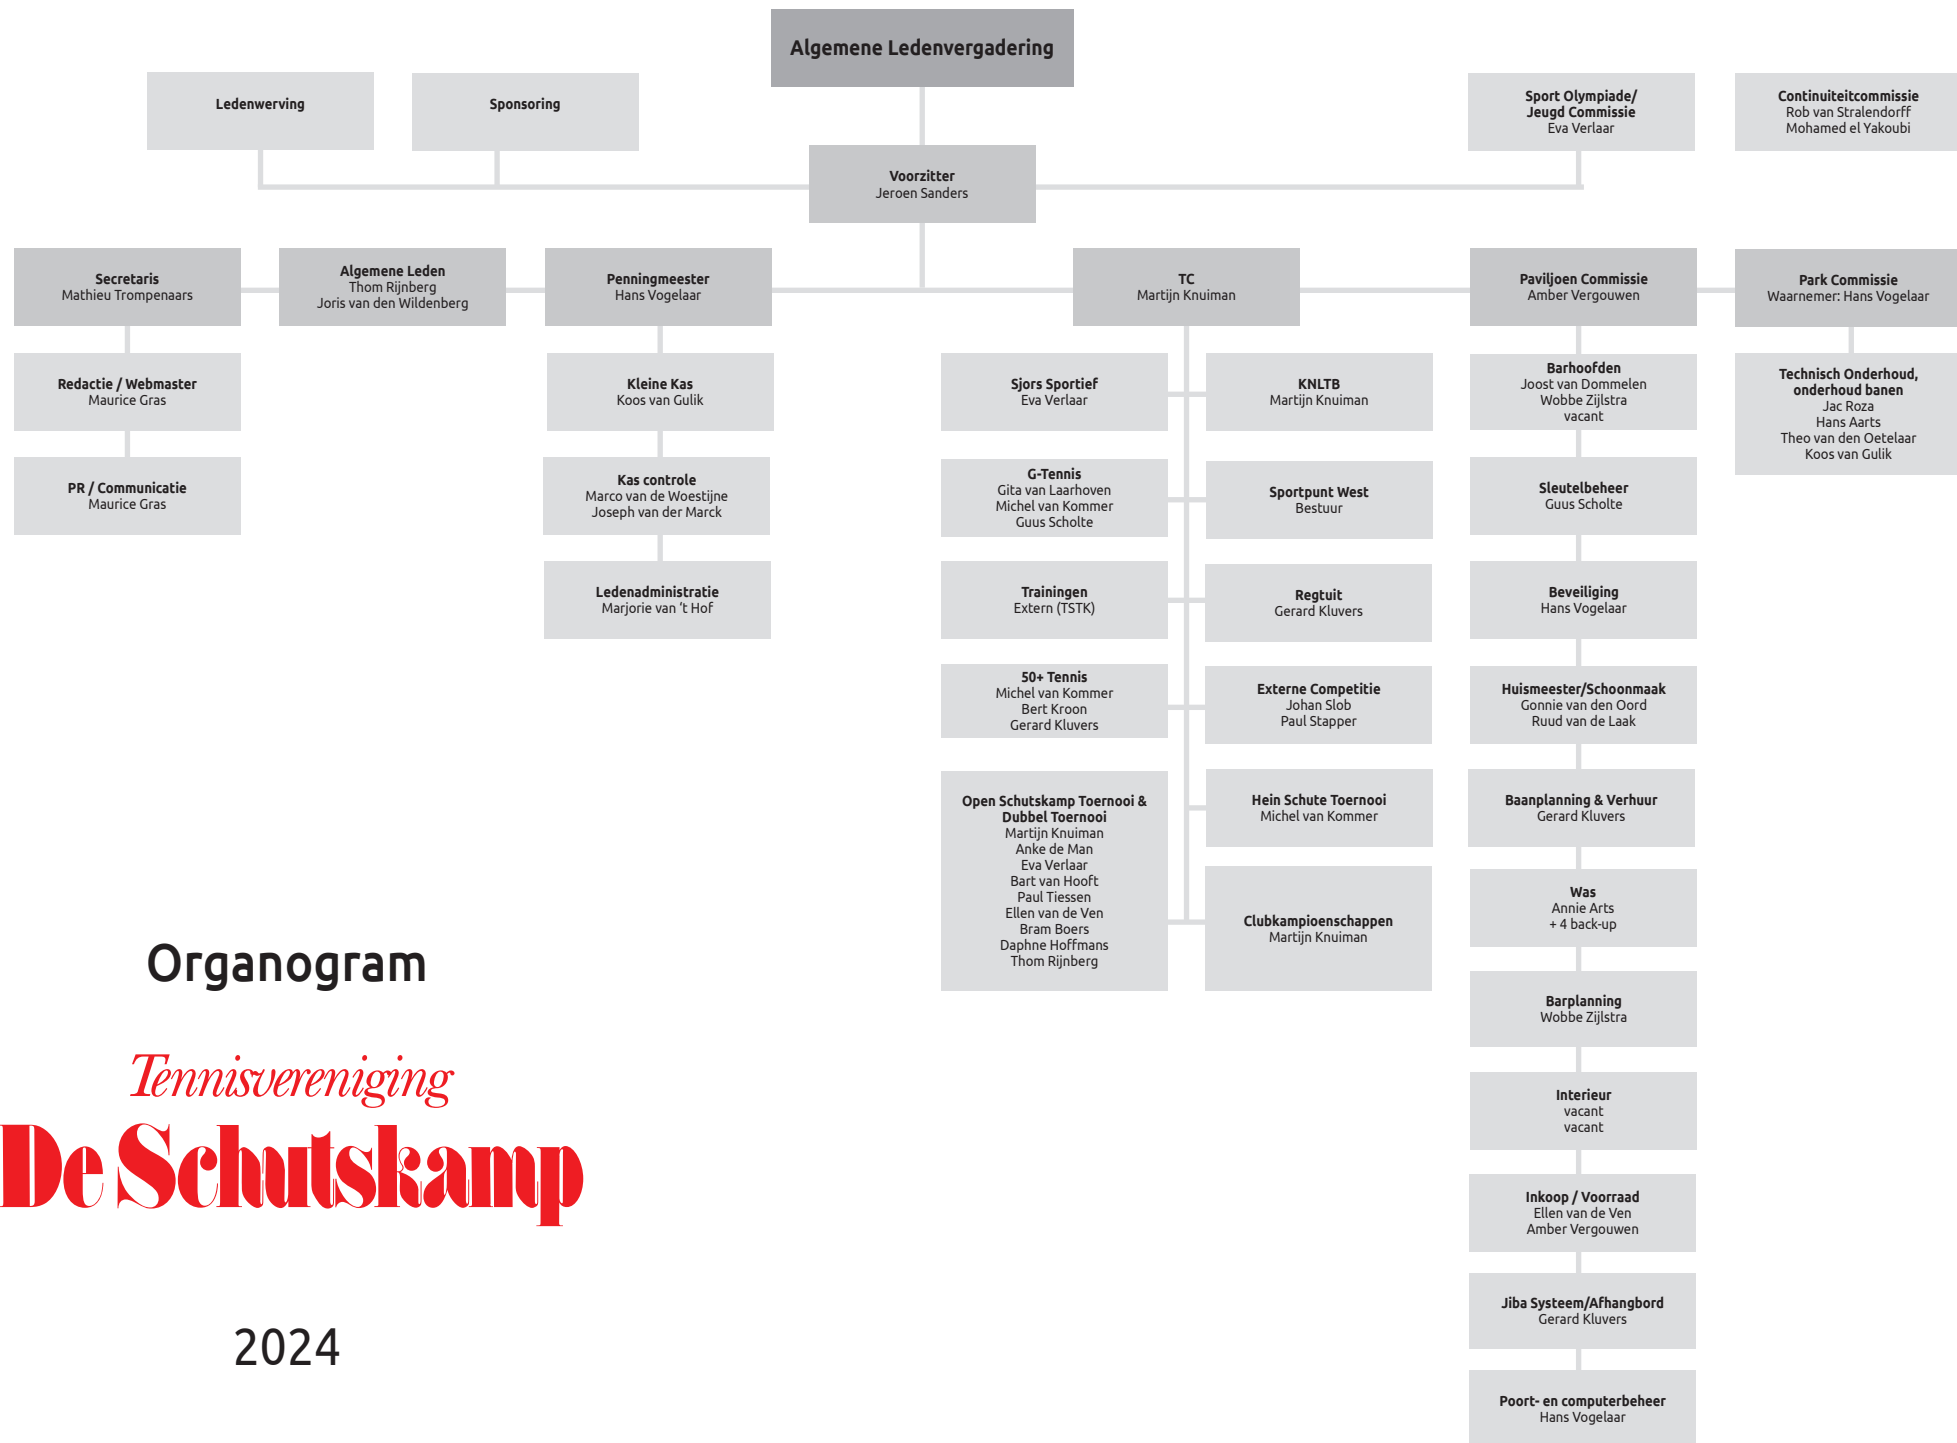 Algemene Ledenvergadering
Ledenwerving
Sponsoring
Sport Olympiade/
Jeugd Commissie
Eva Verlaar
Continuiteitcommissie
Rob van Stralendorff
Mohamed el Yakoubi
Voorzitter
Jeroen Sanders
Secretaris
Mathieu Trompenaars
Algemene Leden
Thom Rijnberg
Joris van den Wildenberg
Penningmeester
Hans Vogelaar
TC
Martijn Knuiman
Paviljoen Commissie
Amber Vergouwen
Park Commissie
Waarnemer: Hans Vogelaar
Redactie / Webmaster
Maurice Gras
PR / Communicatie
Maurice Gras
Kleine Kas
Koos van Gulik
Kas controle
Marco van de Woestijne
Joseph van der Marck
Ledenadministratie
Marjorie van ‘t Hof
Sjors Sportief
Eva Verlaar
KNLTB
Martijn Knuiman
G-Tennis
Gita van Laarhoven
Michel van Kommer
Guus Scholte
Sportpunt West
Bestuur
Trainingen
Extern (TSTK)
Regtuit
Gerard Kluvers
50+ Tennis
Michel van Kommer
Bert Kroon
Gerard Kluvers
Externe Competitie
Johan Slob
Paul Stapper
Open Schutskamp Toernooi &
Dubbel Toernooi
Martijn Knuiman
Anke de Man
Eva Verlaar
Bart van Hooft
Paul Tiessen
Ellen van de Ven
Bram Boers
Daphne Hoffmans
Thom Rijnberg
Hein Schute Toernooi
Michel van Kommer
Clubkampioenschappen
Martijn Knuiman
Barhoofden
Joost van Dommelen
Wobbe Zijlstra
vacant
Sleutelbeheer
Guus Scholte
Beveiliging
Hans Vogelaar
Huismeester/Schoonmaak
Gonnie van den Oord
Ruud van de Laak
Baanplanning & Verhuur
Gerard Kluvers
Was
Annie Arts
+ 4 back-up
Barplanning
Wobbe Zijlstra
Interieur
vacant
vacant
Inkoop / Voorraad
Ellen van de Ven
Amber Vergouwen
Jiba Systeem/Afhangbord
Gerard Kluvers
Poort- en computerbeheer
Hans Vogelaar
Technisch Onderhoud,
onderhoud banen
Jac Roza
Hans Aarts
Theo van den Oetelaar
Koos van Gulik
Organogram
Tennisvereniging
De Schutskamp
2024